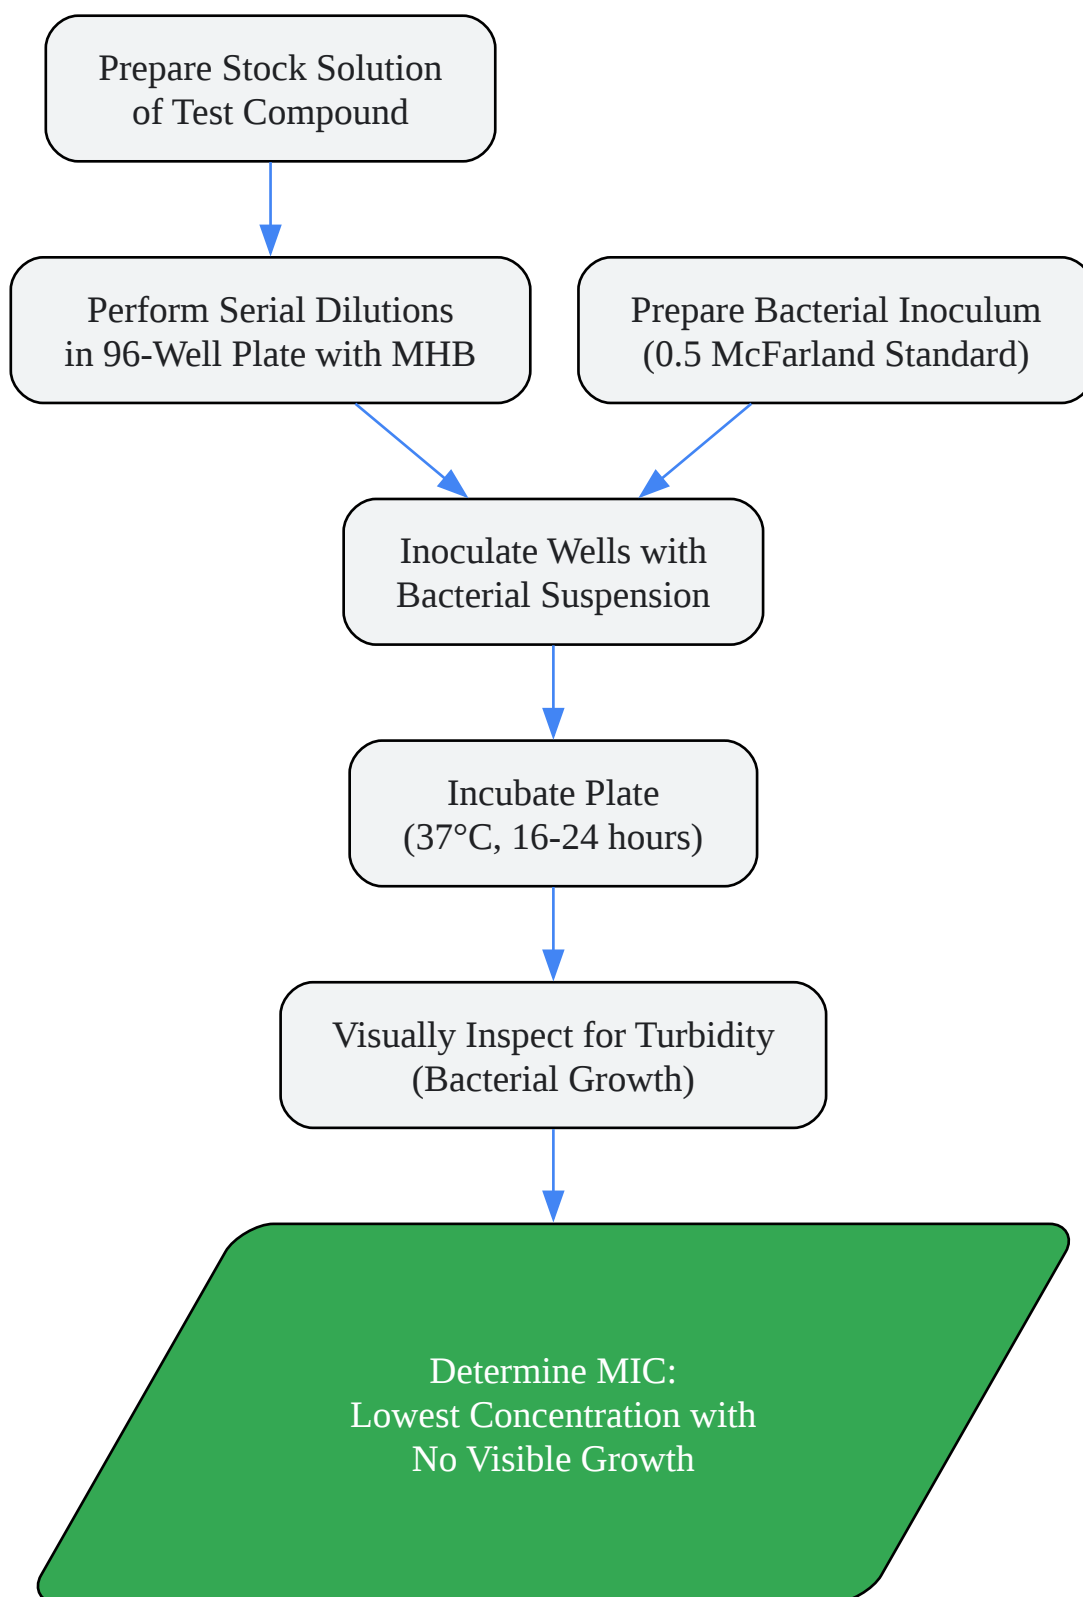 Prepare Stock Solution
of Test Compound
Perform Serial Dilutions
in 96-Well Plate with MHB
Prepare Bacterial Inoculum
(0.5 McFarland Standard)
Inoculate Wells with
Bacterial Suspension
Incubate Plate
(37°C, 16-24 hours)
Visually Inspect for Turbidity
(Bacterial Growth)
Determine MIC:
Lowest Concentration with
No Visible Growth